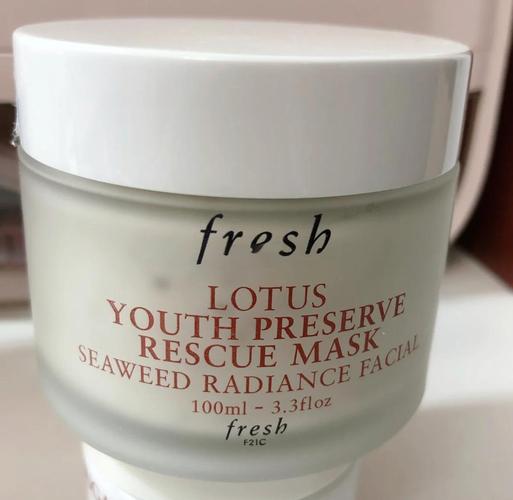 fresh
LOTUS
YOUTH PRESERVE
RESCUE MASK
SEAWEED RADIANCE FACIAL
100ml - 3.3floz
fresh
F21C